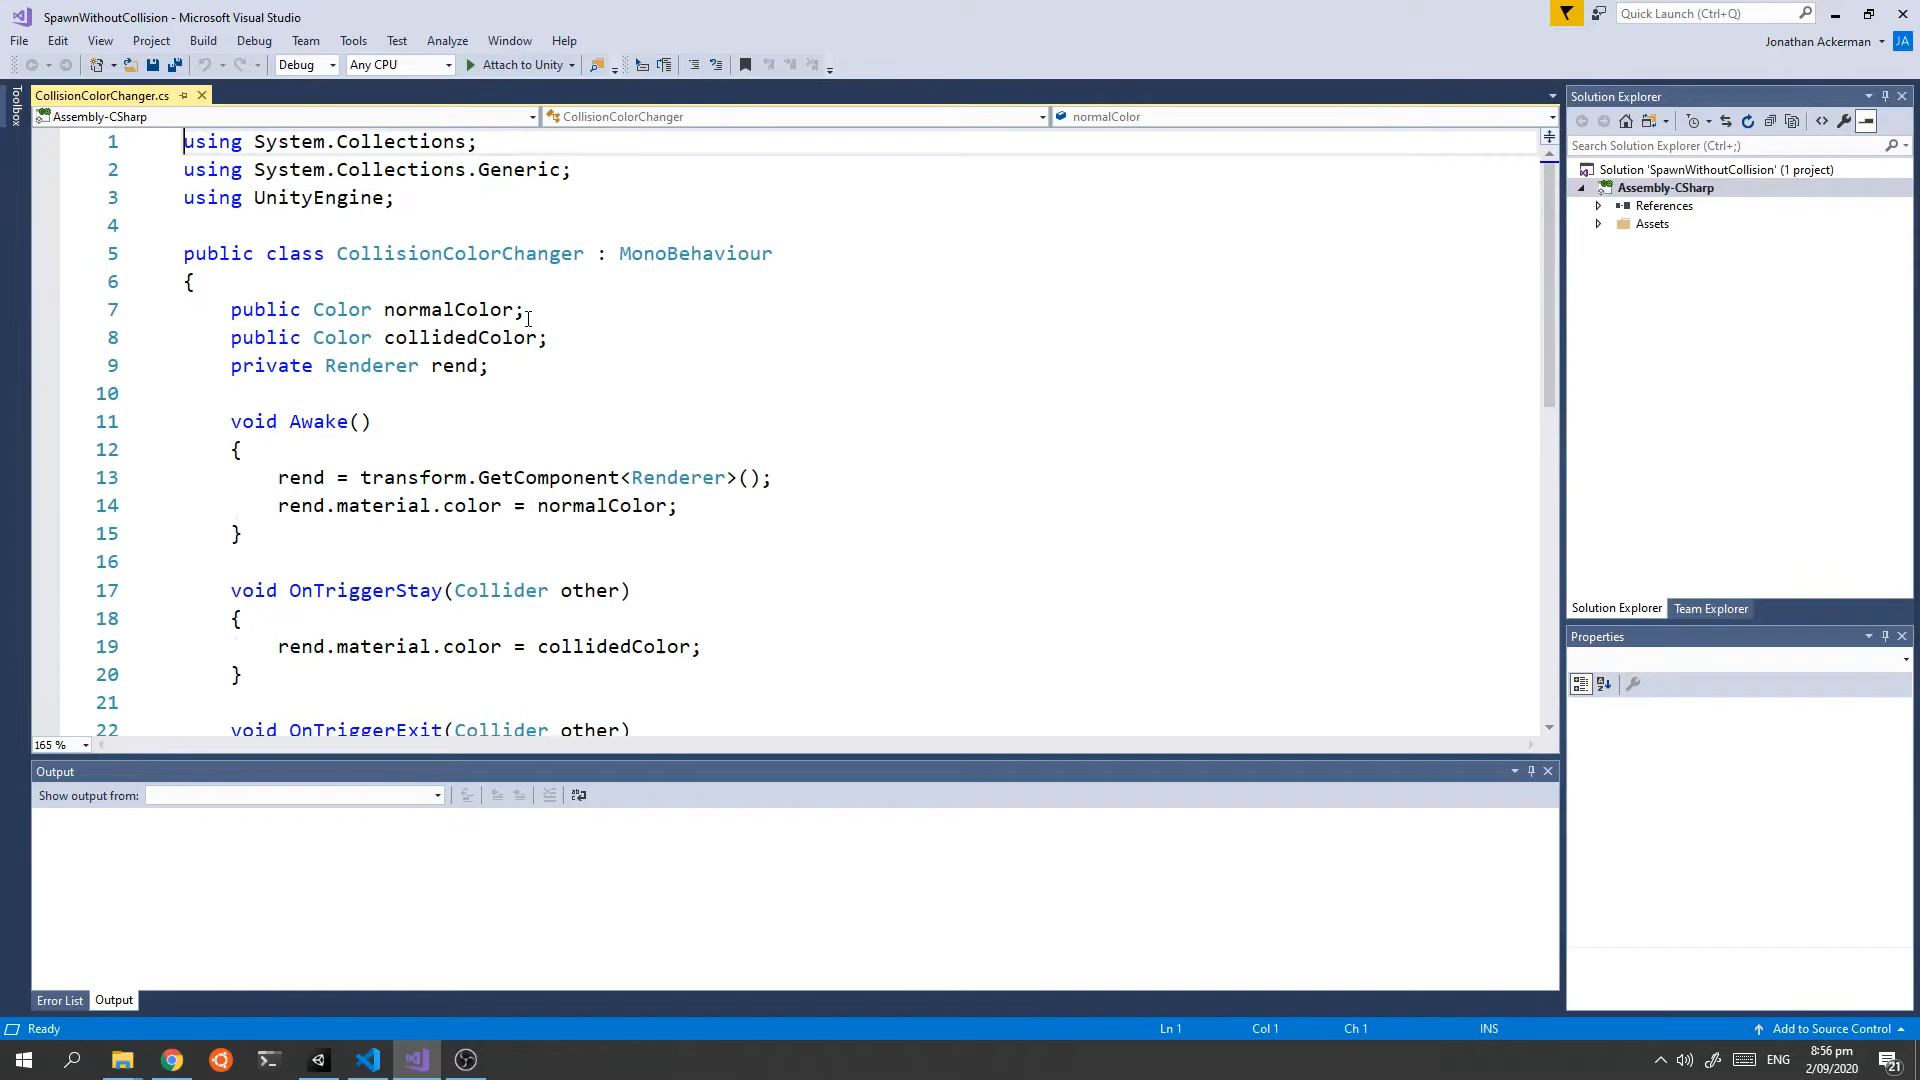 SpawnWithoutCollision - Microsoft Visual Studio
Quick Launch (Ctrl+Q)
File Edit View Project Build Debug Team Tools Test Analyze Window Help
Jonathan Ackerman JA
Debug Any CPU Attach to Unity
Toolbox
CollisionColorChanger.cs
Assembly-CSharp CollisionColorChanger normalColor
1 using System.Collections;
2 using System.Collections.Generic;
3 using UnityEngine;
4
5 public class CollisionColorChanger : MonoBehaviour
6 {
7 public Color normalColor;
8 public Color collidedColor;
9 private Renderer rend;
10
11 void Awake()
12 {
13 rend = transform.GetComponent<Renderer>();
14 rend.material.color = normalColor;
15 }
16
17 void OnTriggerStay(Collider other)
18 {
19 rend.material.color = collidedColor;
20 }
21
22 void OnTriggerExit(Collider other)
165 %
Solution Explorer
Search Solution Explorer (Ctrl+;)
Solution 'SpawnWithoutCollision' (1 project)
Assembly-CSharp
References
Assets
Solution Explorer Team Explorer
Properties
Output
Show output from:
Error List Output
Ready Ln 1 Col 1 Ch 1 INS Add to Source Control
ENG
8:56 pm
2/09/2020
21